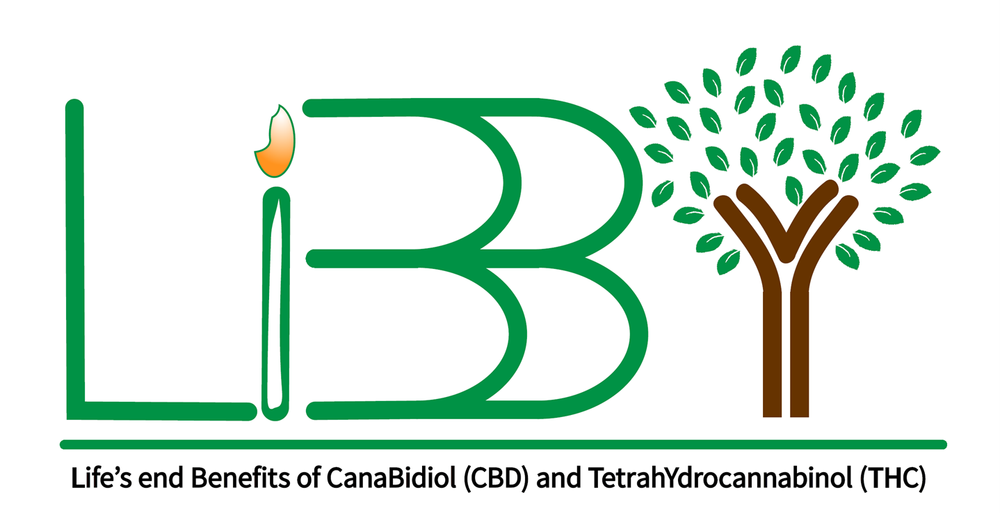 LiBBY
Life's end Benefits of CanaBidiol (CBD) and TetrahYdrocannabinol (THC)